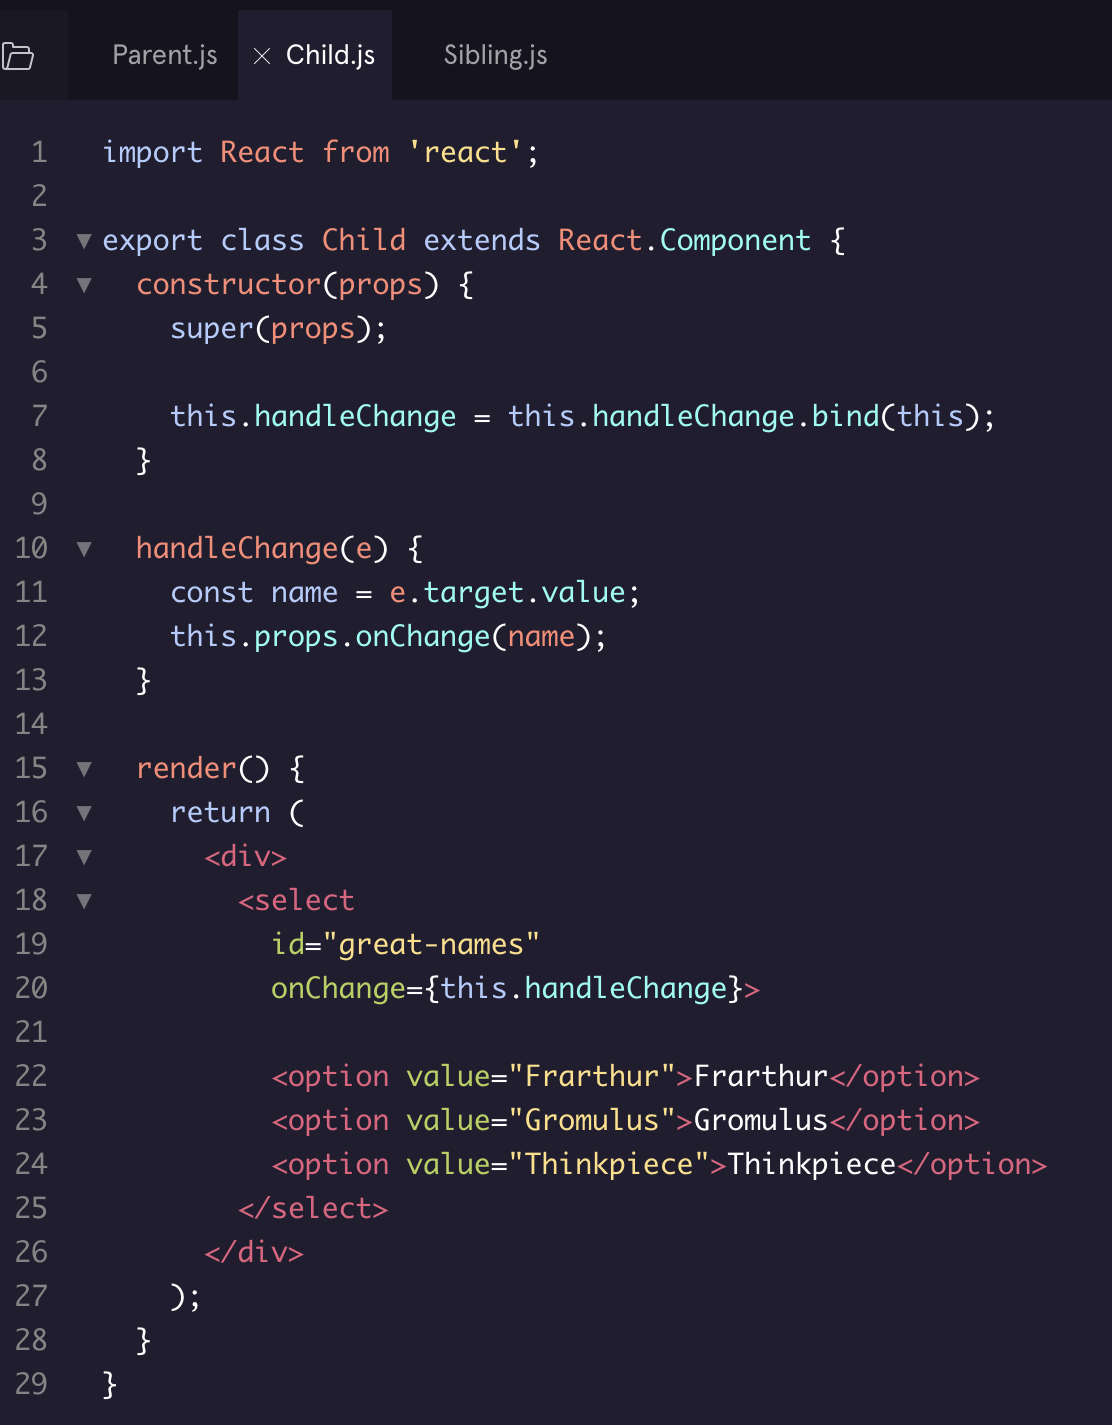 Parent.js Child.js Sibling.js
1 import React from 'react';
2
3 export class Child extends React.Component {
4   constructor(props) {
5     super(props);
6
7     this.handleChange = this.handleChange.bind(this);
8   }
9
10   handleChange(e) {
11     const name = e.target.value;
12     this.props.onChange(name);
13   }
14
15   render() {
16     return (
17       <div>
18         <select
19           id="great-names"
20           onChange={this.handleChange}>
21
22           <option value="Frarthur">Frarthur</option>
23           <option value="Gromulus">Gromulus</option>
24           <option value="Thinkpiece">Thinkpiece</option>
25         </select>
26       </div>
27     );
28   }
29 }